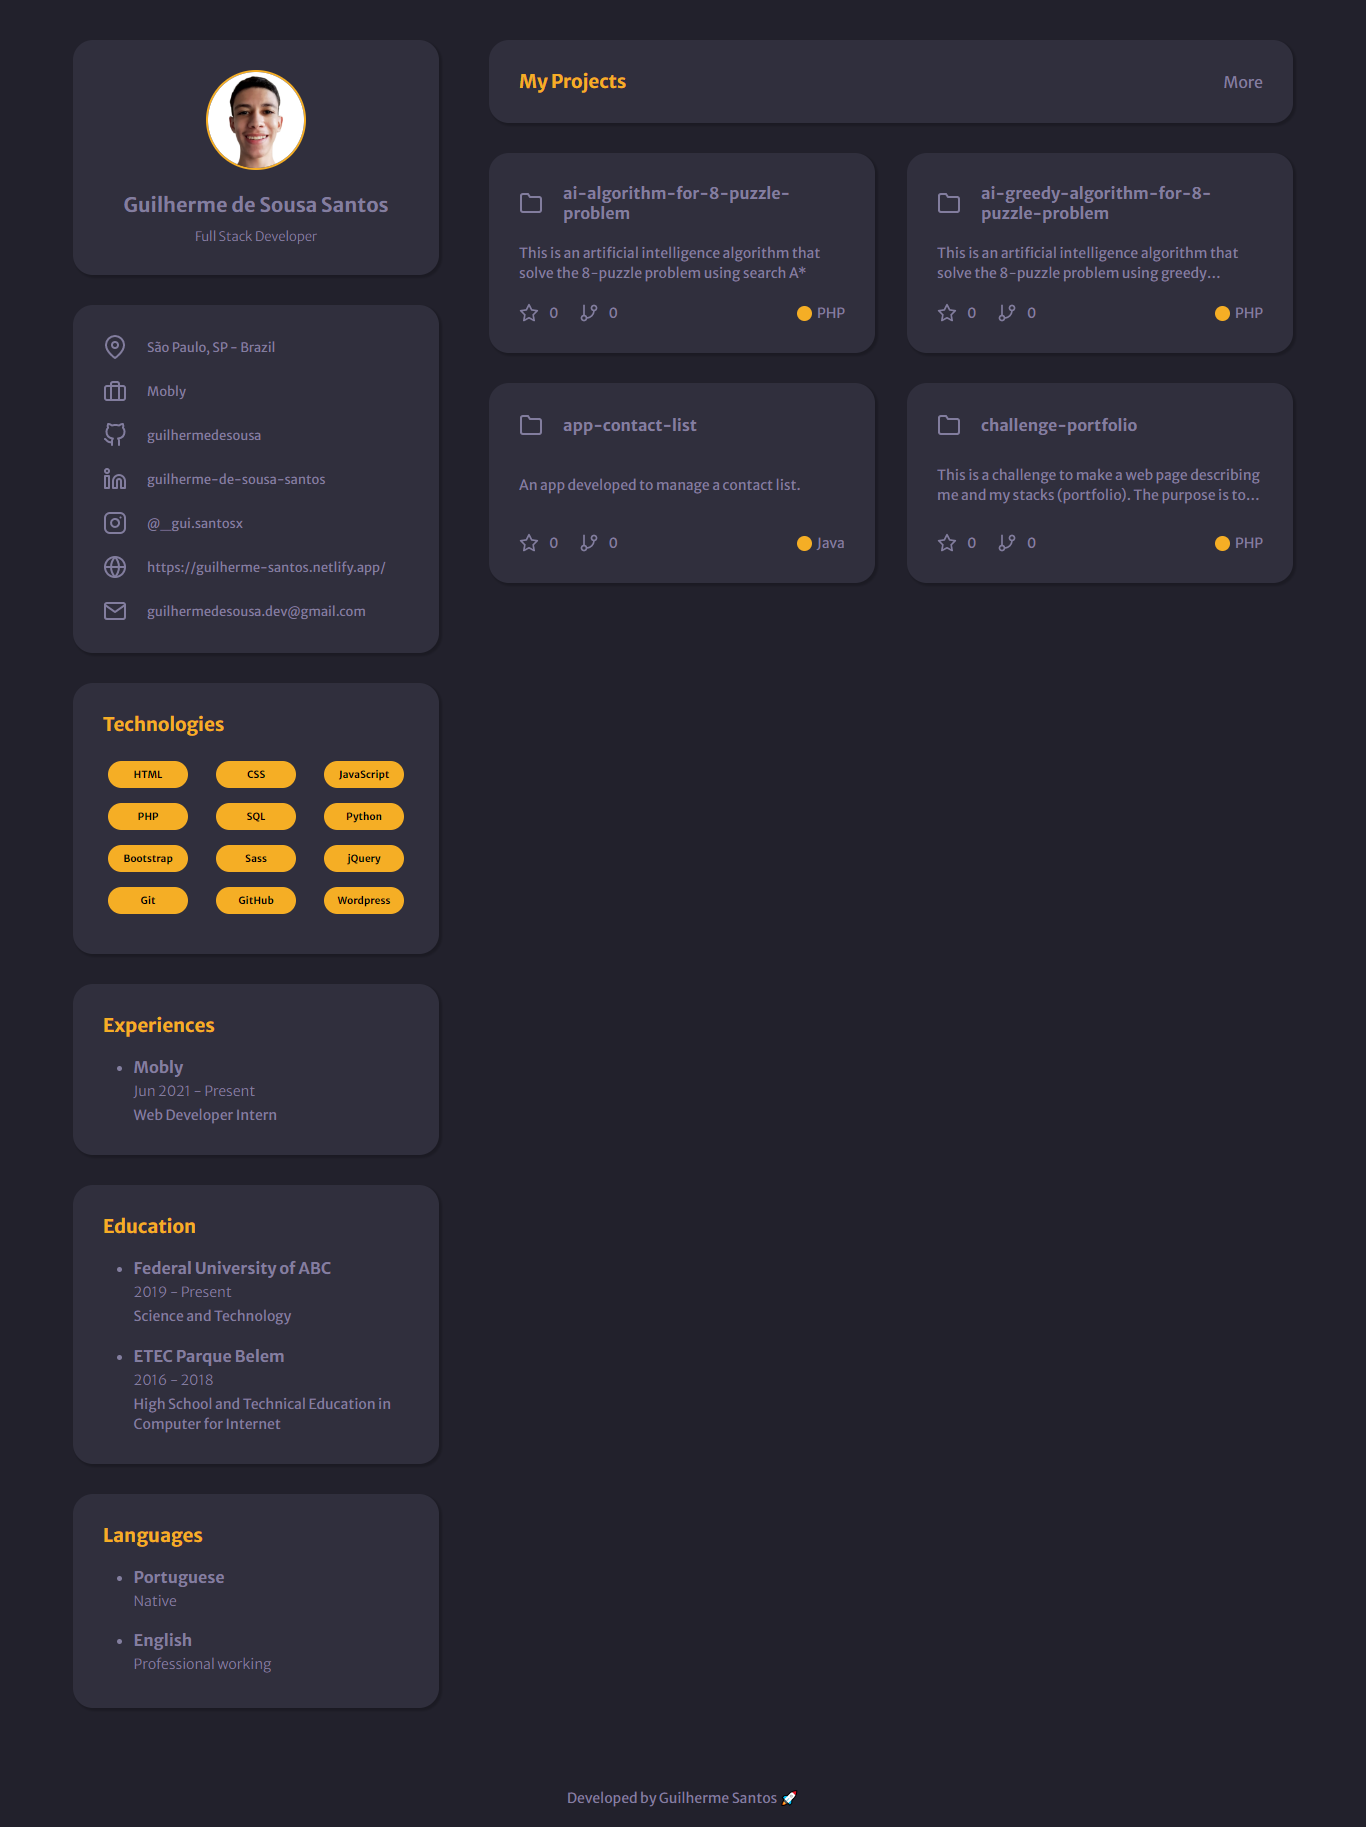 Guilherme de Sousa Santos
Full Stack Developer
São Paulo, SP - Brazil
Mobly
guilhermedesousa
guilherme-de-sousa-santos
@_gui.santosx
https://guilherme-santos.netlify.app/
guilhermedesousa.dev@gmail.com
Technologies
HTML CSS JavaScript
PHP SQL Python
Bootstrap Sass jQuery
Git GitHub Wordpress
Experiences
Mobly
Jun 2021 - Present
Web Developer Intern
Education
Federal University of ABC
2019 - Present
Science and Technology
ETEC Parque Belem
2016 - 2018
High School and Technical Education in
Computer for Internet
Languages
Portuguese
Native
English
Professional working
My Projects More
ai-algorithm-for-8-puzzle-
problem
This is an artificial intelligence algorithm that
solve the 8-puzzle problem using search A*
0 0 PHP
ai-greedy-algorithm-for-8-
puzzle-problem
This is an artificial intelligence algorithm that
solve the 8-puzzle problem using greedy...
0 0 PHP
app-contact-list
An app developed to manage a contact list.
0 0 Java
challenge-portfolio
This is a challenge to make a web page describing
me and my stacks (portfolio). The purpose is to...
0 0 PHP
Developed by Guilherme Santos 🚀